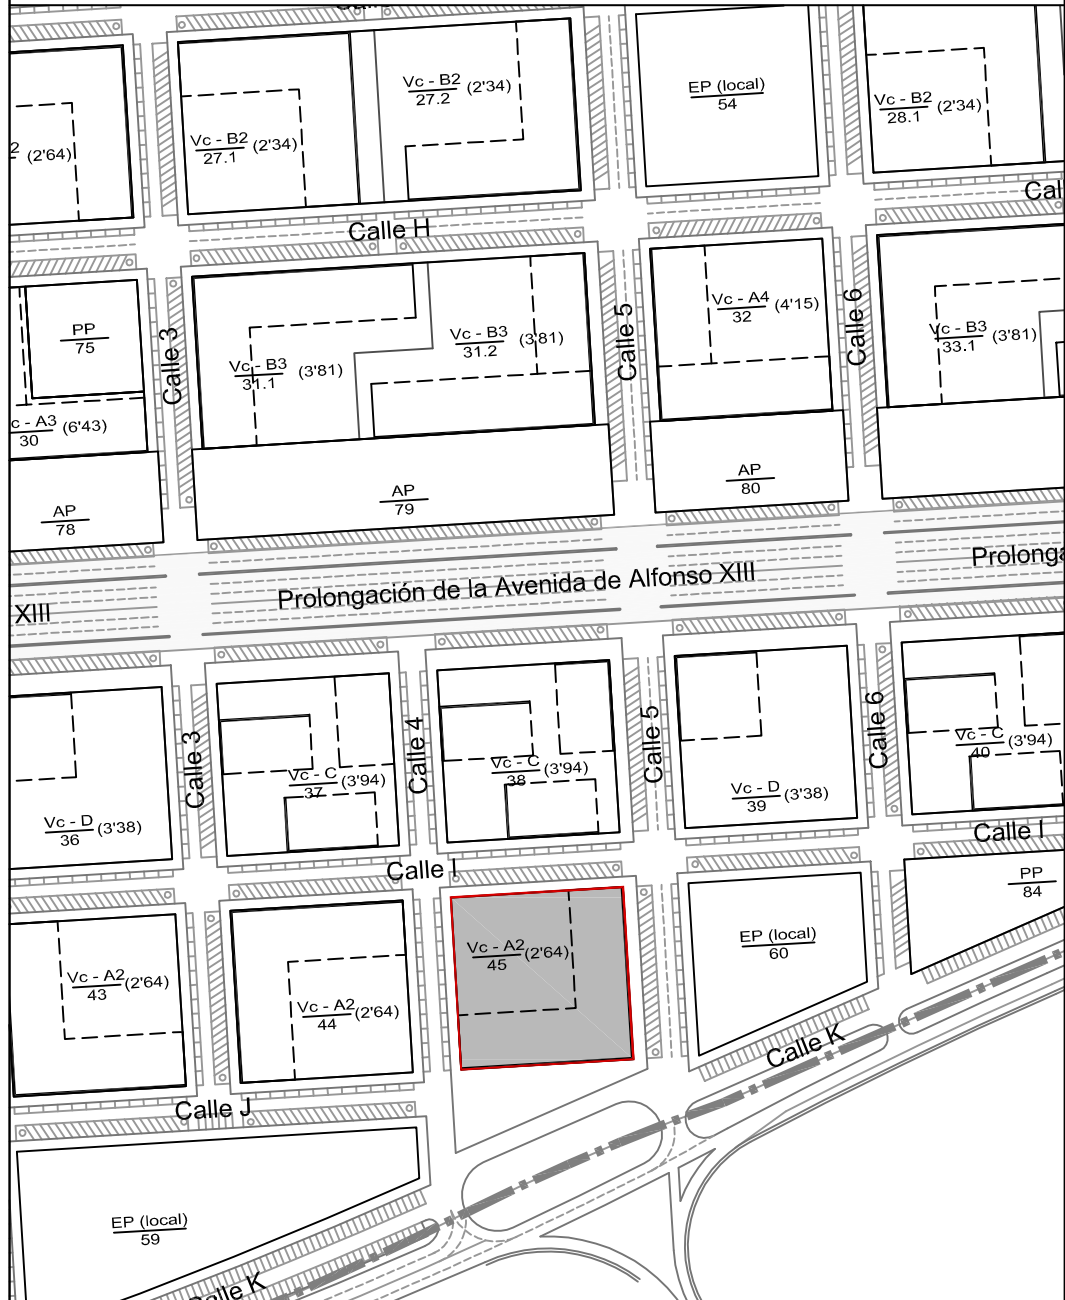 Vc - B2 (2'34)
27.2
EP (local)
54
Vc - B2 (2'34)
28.1
Vc - B2 (2'34)
27.1
2 (2'64)
Calle H
Cal
PP
75
Calle 3
Vc - B3 (3'81)
31.1
Vc - B3 (3'81)
31.2
Calle 5
Vc - A4 (4'15)
32
Calle 6
Vc - B3 (3'81)
33.1
c - A3 (6'43)
30
AP
78
AP
79
AP
80
XIII
Prolongación de la Avenida de Alfonso XIII
Prolonga
Vc - D (3'38)
36
Calle 3
Vc - C (3'94)
37
Calle 4
Vc - C (3'94)
38
Calle 5
Vc - D (3'38)
39
Calle 6
Vc - C (3'94)
40
Calle I
Calle I
PP
84
Vc - A2 (2'64)
43
Vc - A2 (2'64)
44
Vc - A2 (2'64)
45
EP (local)
60
Calle K
Calle J
EP (local)
59
alle K